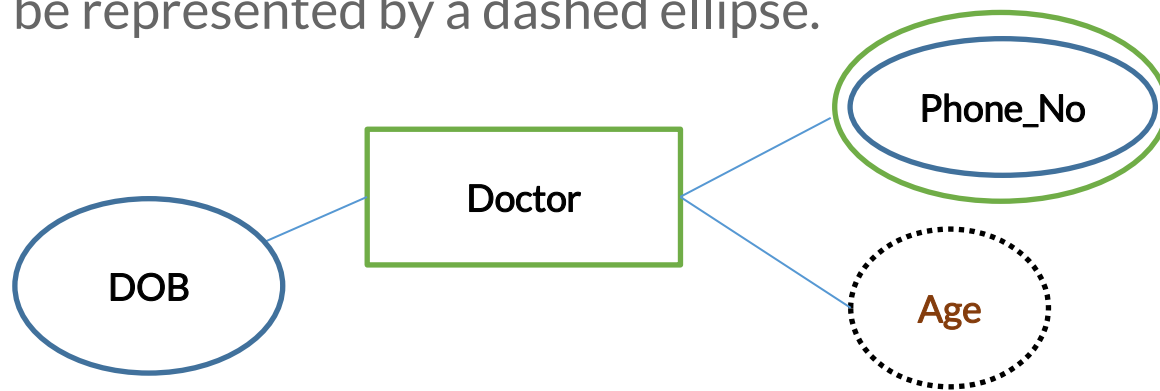 be represented by a dashed ellipse.
Phone_No
Doctor
DOB
Age